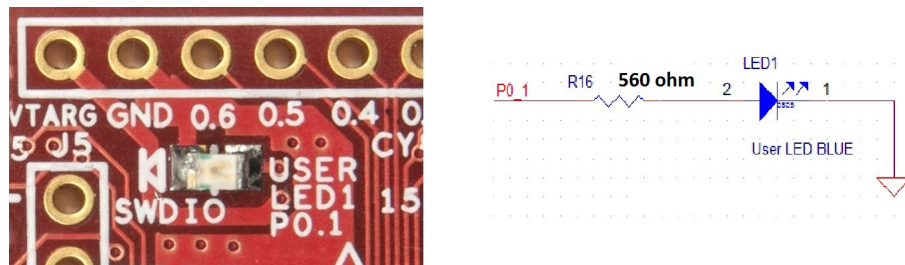 VTARG GND 0.6 0.5 0.4
5 J5
USER
LED1
P0.1
SWDIO
CY
15
LED1
R16 560 ohm
P0_1
2
1
User LED BLUE